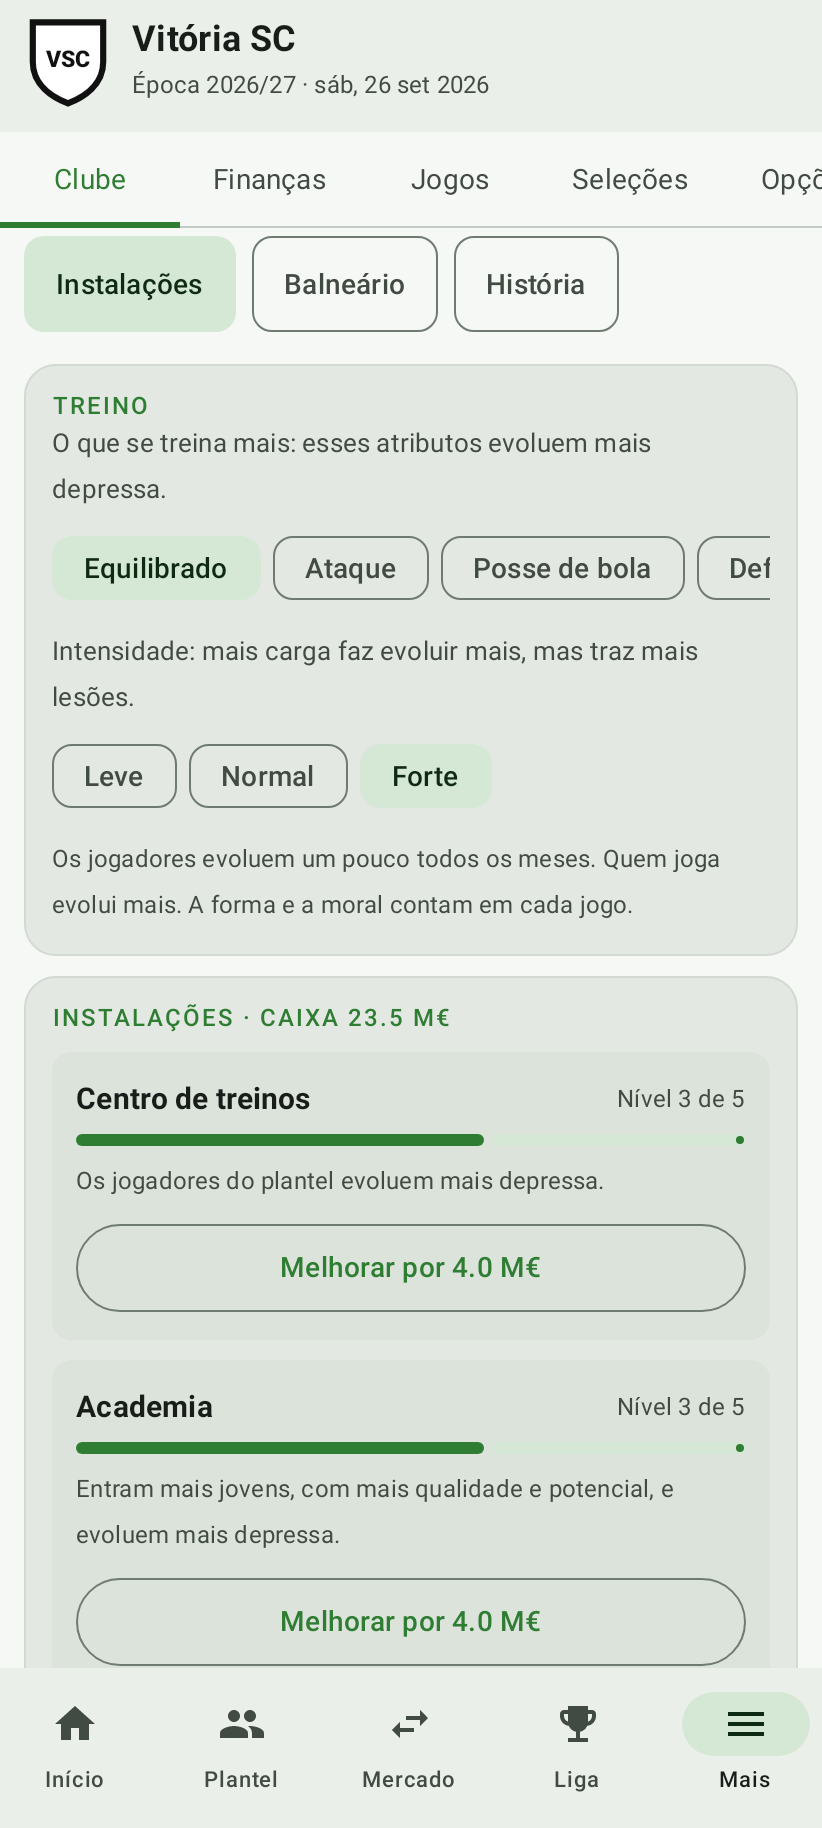 VSC
Vitória SC
Época 2026/27 · sáb, 26 set 2026
Clube
Finanças
Jogos
Seleções
Opçõ
Instalações
Balneário
História
TREINO
O que se treina mais: esses atributos evoluem mais
depressa.
Equilibrado
Ataque
Posse de bola
Def
Intensidade: mais carga faz evoluir mais, mas traz mais
lesões.
Leve
Normal
Forte
Os jogadores evoluem um pouco todos os meses. Quem joga
evolui mais. A forma e a moral contam em cada jogo.
INSTALAÇÕES · CAIXA 23.5 M€
Centro de treinos
Nível 3 de 5
Os jogadores do plantel evoluem mais depressa.
Melhorar por 4.0 M€
Academia
Nível 3 de 5
Entram mais jovens, com mais qualidade e potencial, e
evoluem mais depressa.
Melhorar por 4.0 M€
Início
Plantel
Mercado
Liga
Mais